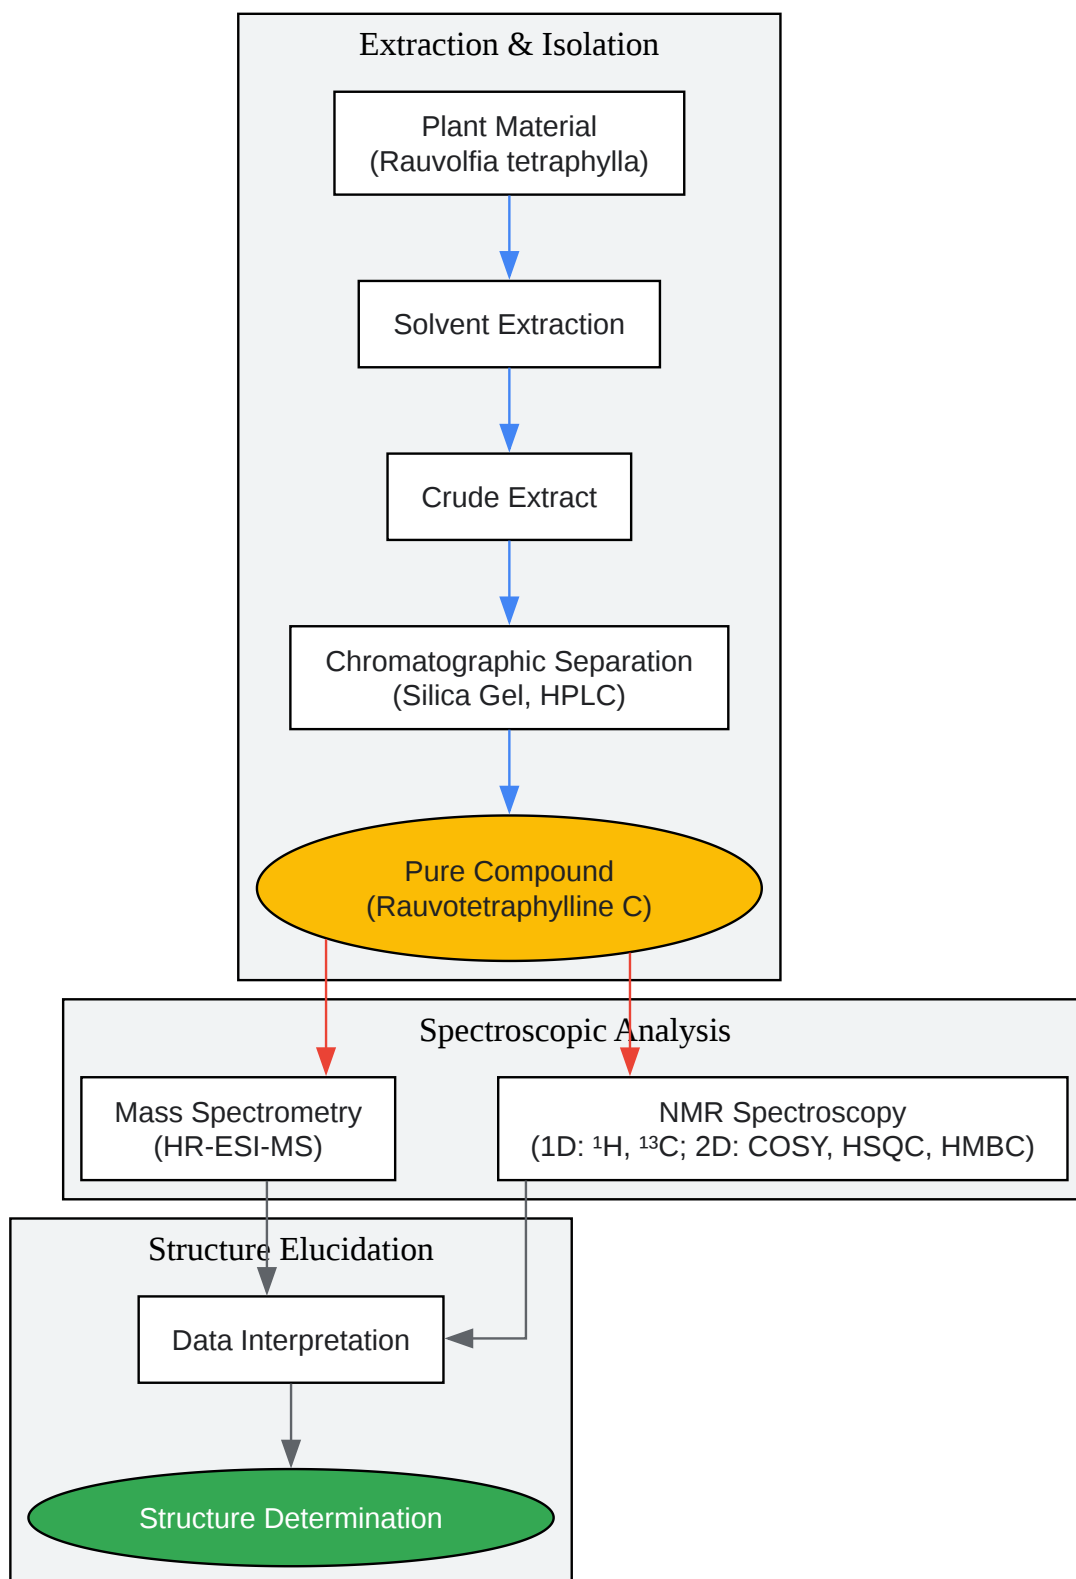 Extraction & Isolation
Plant Material
(Rauvolfia tetraphylla)
Solvent Extraction
Crude Extract
Chromatographic Separation
(Silica Gel, HPLC)
Pure Compound
(Rauvotetraphylline C)
Spectroscopic Analysis
Mass Spectrometry
(HR-ESI-MS)
NMR Spectroscopy
(1D: ¹H, ¹³C; 2D: COSY, HSQC, HMBC)
Structure Elucidation
Data Interpretation
Structure Determination